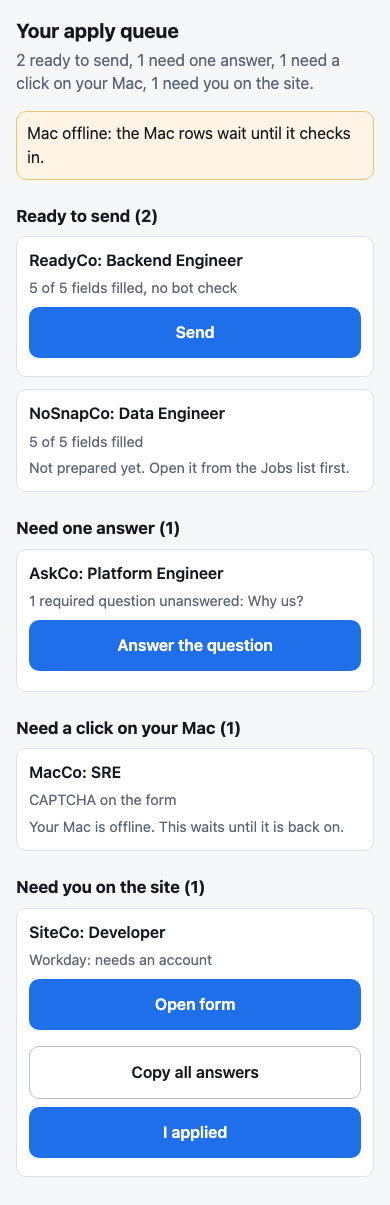 Your apply queue
2 ready to send, 1 need one answer, 1 need a
click on your Mac, 1 need you on the site.
Mac offline: the Mac rows wait until it checks
in.
Ready to send (2)
ReadyCo: Backend Engineer
5 of 5 fields filled, no bot check
Send
NoSnapCo: Data Engineer
5 of 5 fields filled
Not prepared yet. Open it from the Jobs list first.
Need one answer (1)
AskCo: Platform Engineer
1 required question unanswered: Why us?
Answer the question
Need a click on your Mac (1)
MacCo: SRE
CAPTCHA on the form
Your Mac is offline. This waits until it is back on.
Need you on the site (1)
SiteCo: Developer
Workday: needs an account
Open form
Copy all answers
I applied